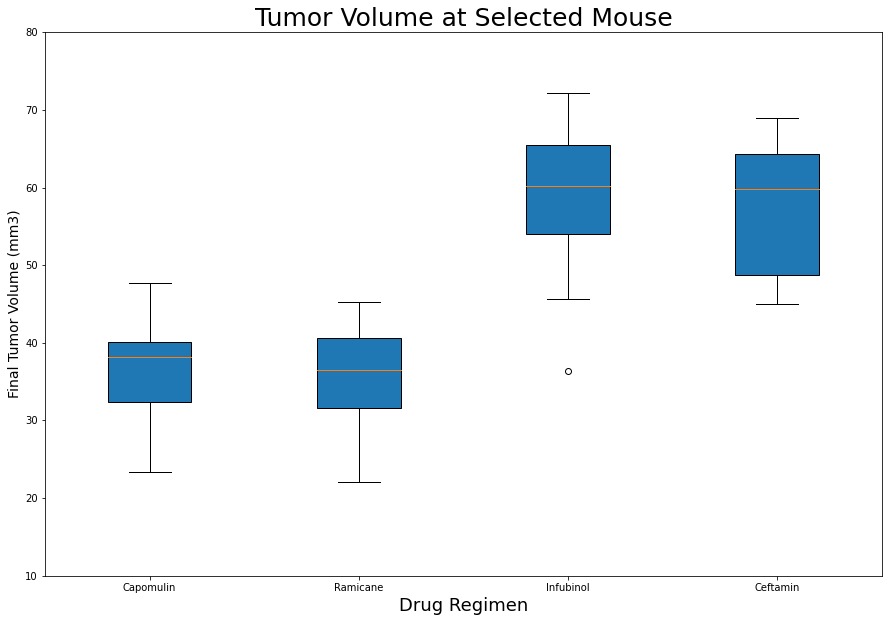 Tumor Volume at Selected Mouse
80
70
60
50
40
30
20
10
Final Tumor Volume (mm3)
Capomulin
Ramicane
Infubinol
Ceftamin
Drug Regimen